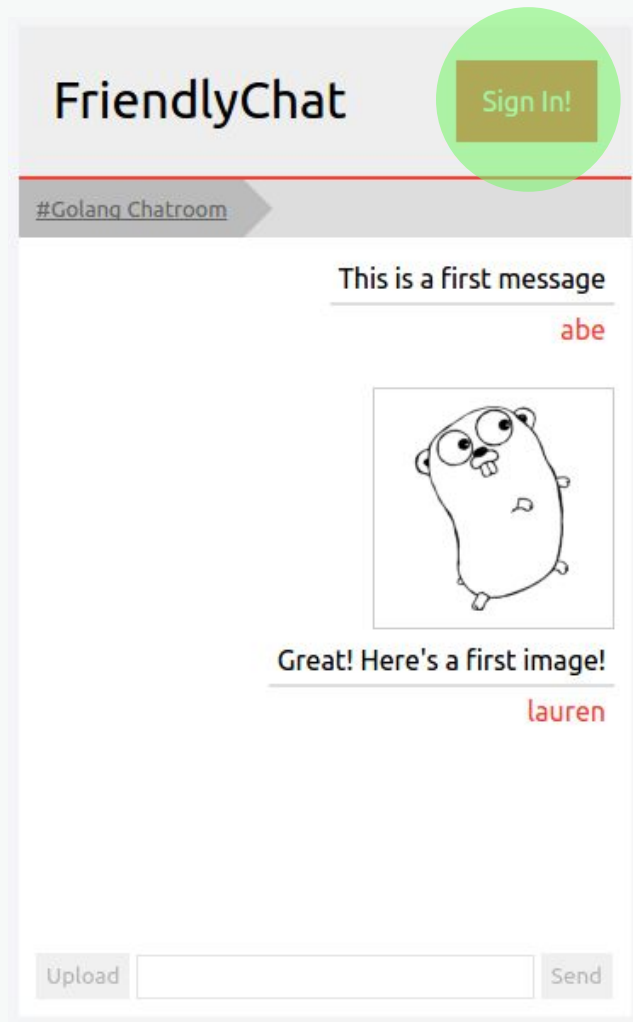 FriendlyChat
Sign In!
#Golang Chatroom
This is a first message
abe
Great! Here's a first image!
lauren
Upload
Send